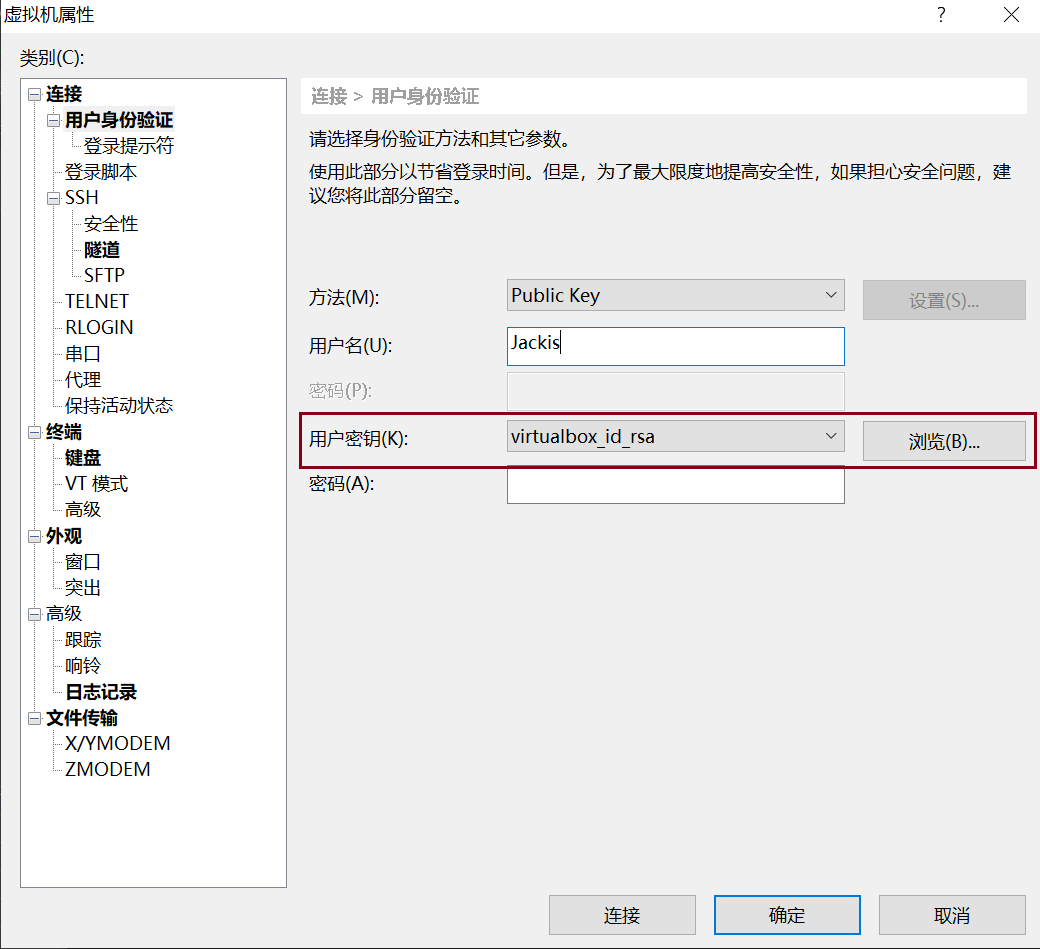 虚拟机属性
?
类别(C):
连接
用户身份验证
登录提示符
登录脚本
SSH
安全性
隧道
SFTP
TELNET
RLOGIN
串口
代理
保持活动状态
终端
键盘
VT 模式
高级
外观
窗口
突出
高级
跟踪
响铃
日志记录
文件传输
X/YMODEM
ZMODEM
连接 > 用户身份验证
请选择身份验证方法和其它参数。
使用此部分以节省登录时间。但是，为了最大限度地提高安全性，如果担心安全问题，建
议您将此部分留空。
方法(M): Public Key 设置(S)...
用户名(U): Jackis
密码(P):
用户密钥(K): virtualbox_id_rsa 浏览(B)...
密码(A):
连接 确定 取消